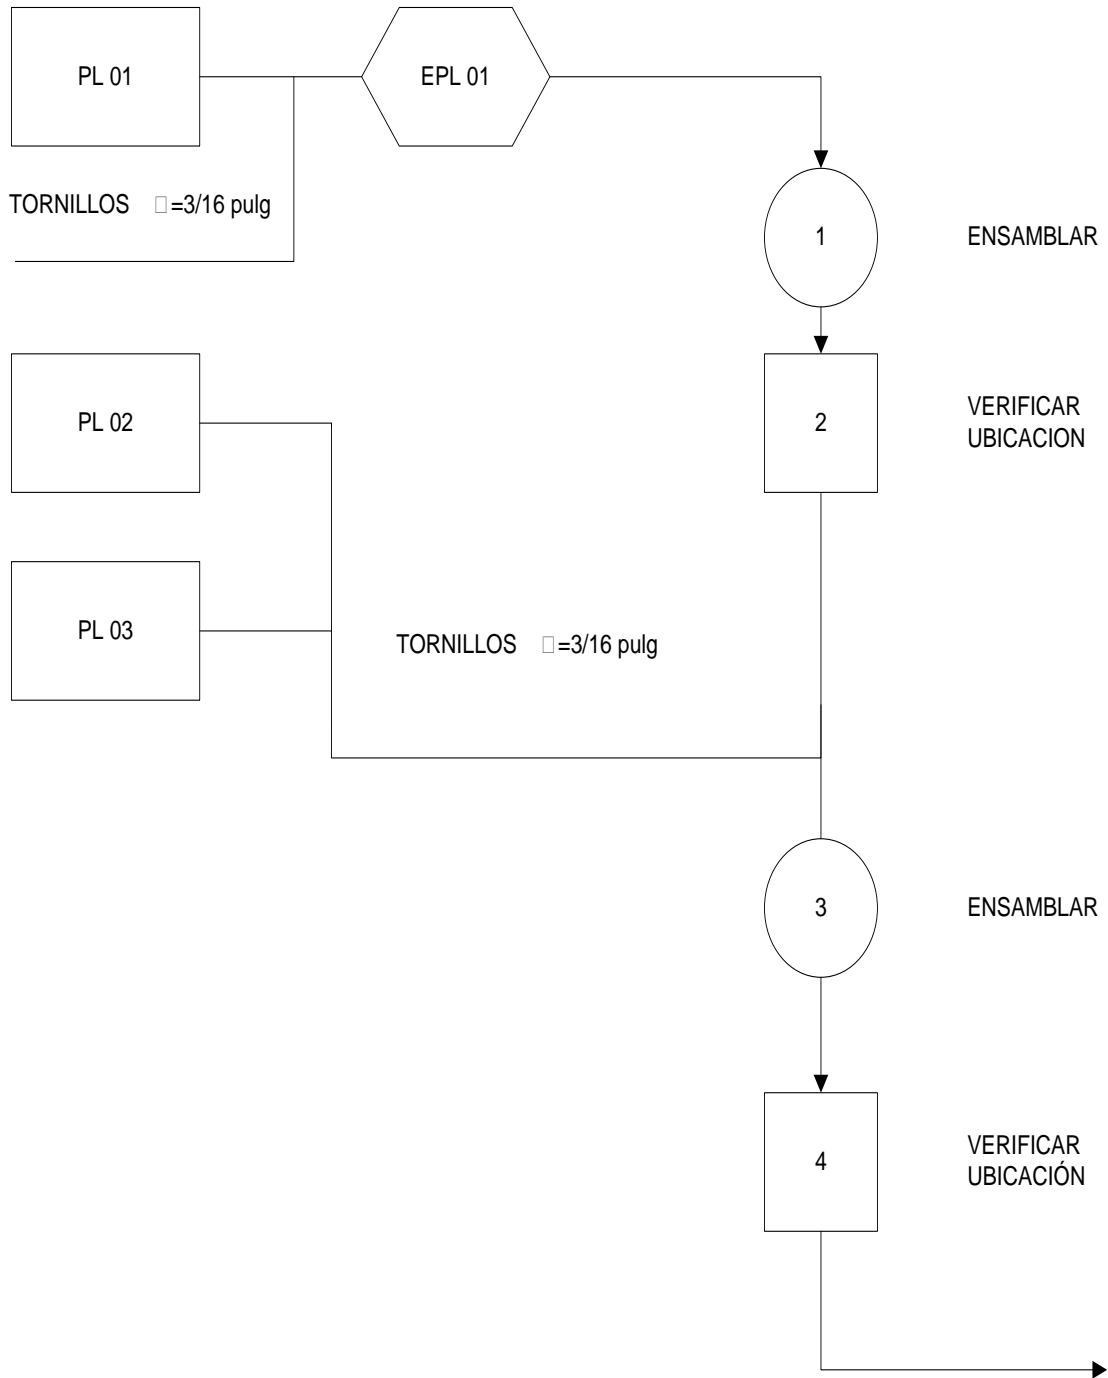 PL 01
EPL 01
TORNILLOS □=3/16 pulg
1
ENSAMBLAR
PL 02
2
VERIFICAR
UBICACION
PL 03
TORNILLOS □=3/16 pulg
3
ENSAMBLAR
4
VERIFICAR
UBICACIÓN